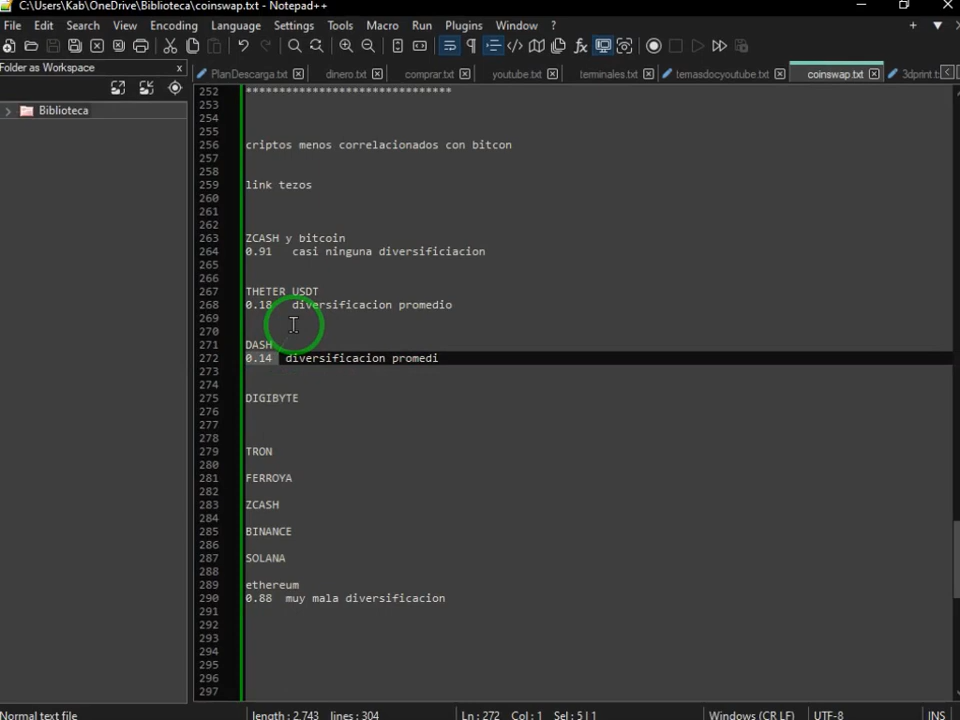 C:\Users\Kab\OneDrive\Biblioteca\coinswap.txt - Notepad++
File Edit Search View Encoding Language Settings Tools Macro Run Plugins Window ?
Folder as Workspace x
PlanDescarga.txt dinero.txt comprar.txt youtube.txt terminales.txt temasdocyoutube.txt coinswap.txt 3dprint.t
Biblioteca
252 *******************************
253
254
255
256 criptos menos correlacionados con bitcon
257
258
259 link tezos
260
261
262
263 ZCASH y bitcoin
264 0.91 casi ninguna diversificiacion
265
266
267 THETER USDT
268 0.18 diversificacion promedio
269
270
271 DASH
272 0.14 diversificacion promedi
273
274
275 DIGIBYTE
276
277
278
279 TRON
280
281 FERROYA
282
283 ZCASH
284
285 BINANCE
286
287 SOLANA
288
289 ethereum
290 0.88 muy mala diversificacion
291
292
293
294
295
296
297
Normal text file length : 2.743 lines : 304 Ln : 272 Col : 1 Sel : 5 | 1 Windows (CR LF) UTF-8 INS